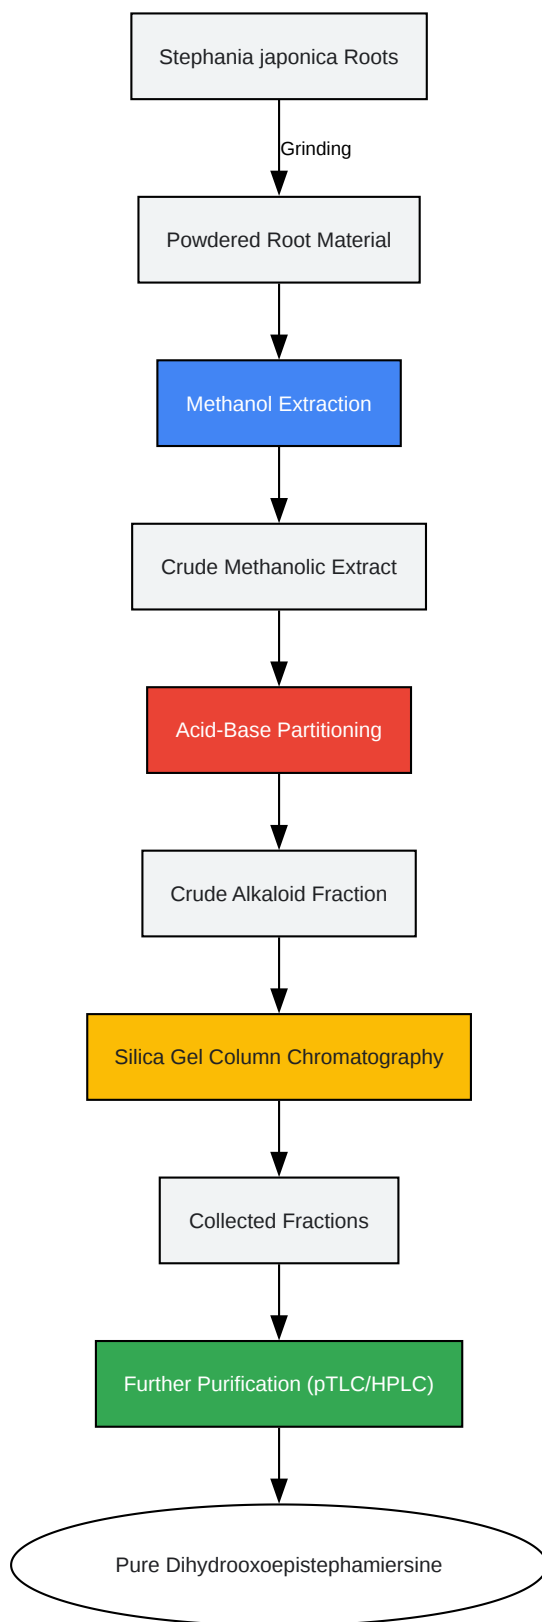 Stephania japonica Roots
Grinding
Powdered Root Material
Methanol Extraction
Crude Methanolic Extract
Acid-Base Partitioning
Crude Alkaloid Fraction
Silica Gel Column Chromatography
Collected Fractions
Further Purification (pTLC/HPLC)
Pure Dihydrooxoepistephamiersine